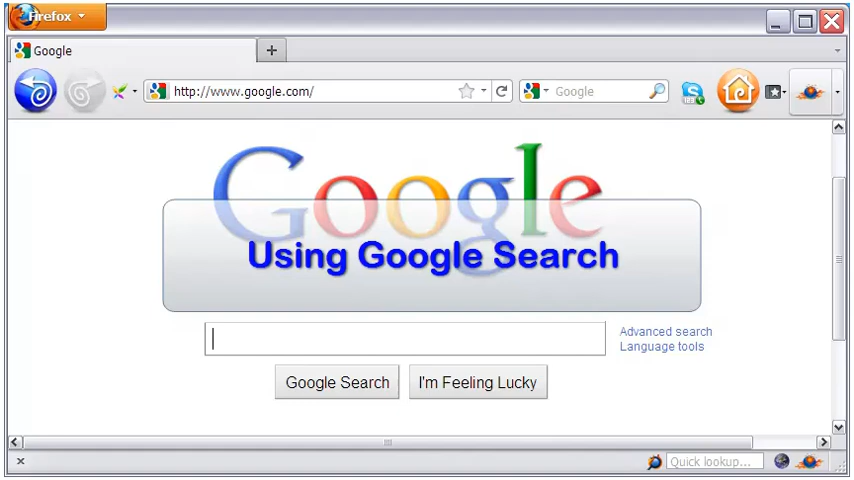 Firefox
Google
http://www.google.com/
Google
Google
Using Google Search
Advanced search
Language tools
Google Search
I'm Feeling Lucky
Quick lookup...